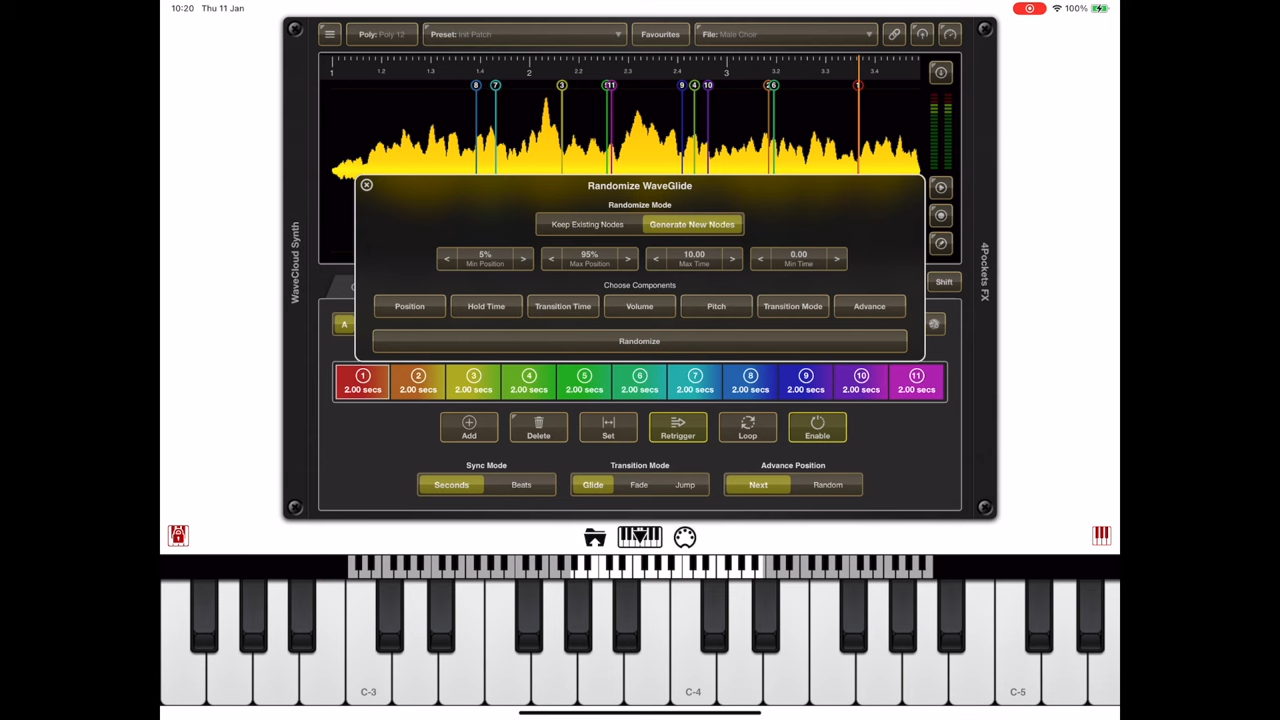 10:20 Thu 11 Jan 100%
Poly: Poly 12 Preset: Init Patch Favourites File: Male Choir
1 1.2 1.3 1.4 2 2.2 2.3 2.4 3 3.2 3.3 3.4
8 7 3 11 9 4 10 2 6 1
Randomize WaveGlide
Randomize Mode
Keep Existing Nodes Generate New Nodes
< 5% > < 95% > < 10.00 > < 0.00 >
Min Position Max Position Max Time Min Time
Choose Components
Position Hold Time Transition Time Volume Pitch Transition Mode Advance
Randomize
WaveCloud Synth
4Pockets FX
Shift
A
1 2 3 4 5 6 7 8 9 10 11
2.00 secs 2.00 secs 2.00 secs 2.00 secs 2.00 secs 2.00 secs 2.00 secs 2.00 secs 2.00 secs 2.00 secs 2.00 secs
Add Delete Set Retrigger Loop Enable
Sync Mode Transition Mode Advance Position
Seconds Beats Glide Fade Jump Next Random
C-3 C-4 C-5